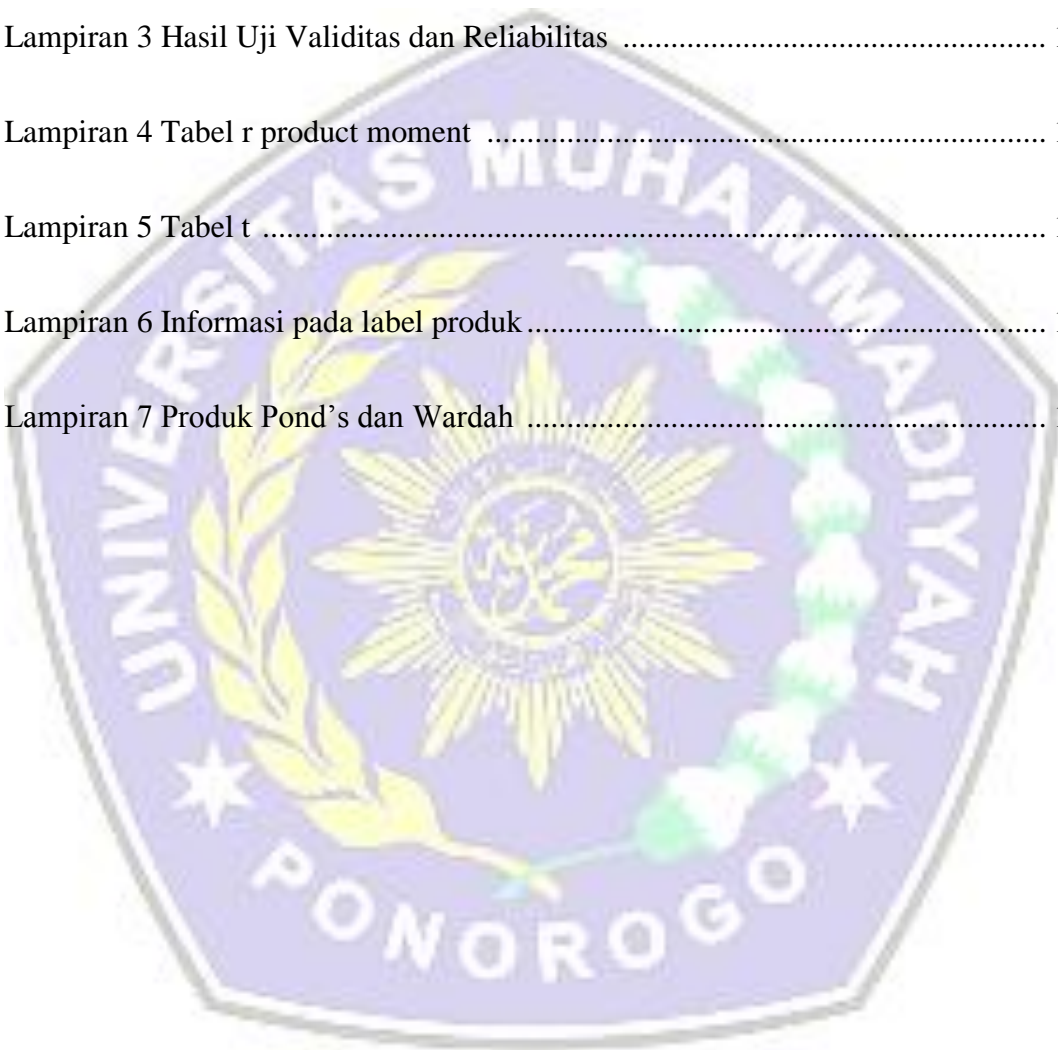 Lampiran 3 Hasil Uji Validitas dan Reliabilitas ....................................................
Lampiran 4 Tabel r product moment ......................................................................
Lampiran 5 Tabel t ..................................................................................................
Lampiran 6 Informasi pada label produk .................................................................
Lampiran 7 Produk Pond’s dan Wardah .................................................................
UNIVERSITAS MUHAMMADIYAH
PONOROGO